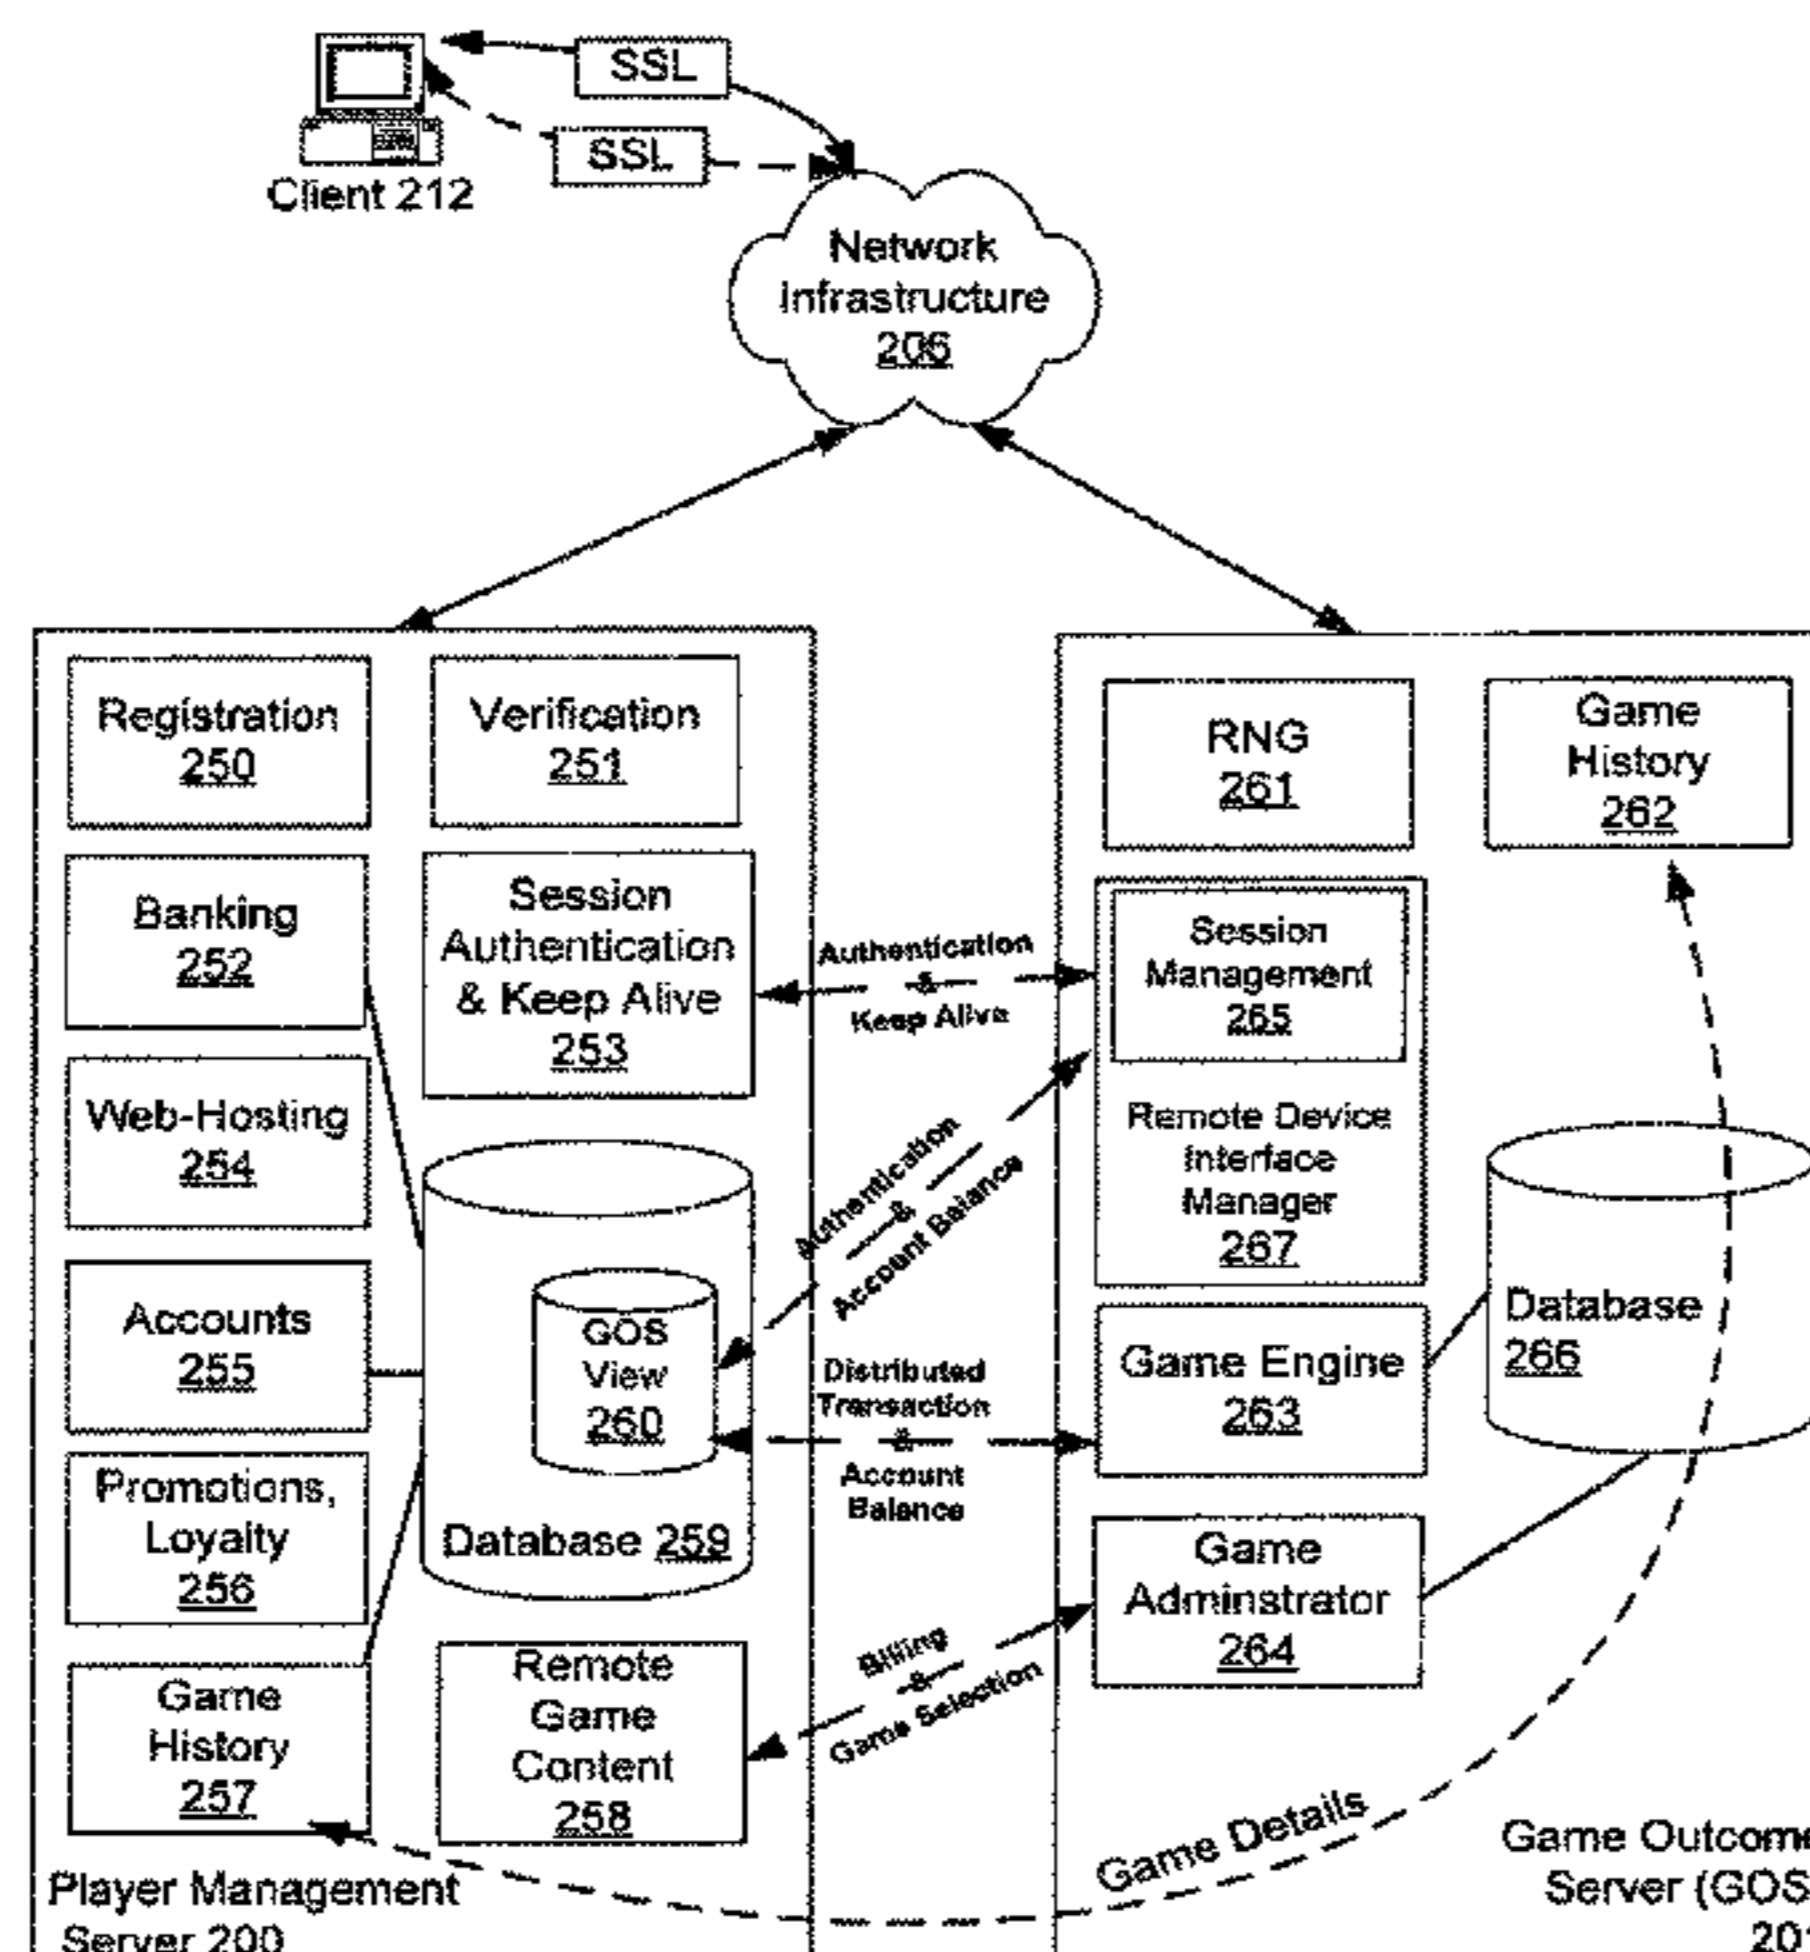 SSL
SSL
Client 212
Network
Infrastructure
206
Registration
250
Verification
251
Banking
252
Session
Authentication
& Keep Alive
253
Web-Hosting
254
Accounts
255
Promotions,
Loyalty
256
Game
History
257
GOS
View
260
Database 259
Remote
Game
Content
258
Player Management
Server 200
Authentication
&
Keep Alive
Authentication
&
Account Balance
Distributed
Transaction
&
Account
Balance
Billing
&
Game Selection
Game Details
RNG
261
Game
History
262
Session
Management
265
Remote Device
Interface
Manager
267
Game Engine
263
Database
266
Game
Adminstrator
264
Game Outcome
Server (GOS
201